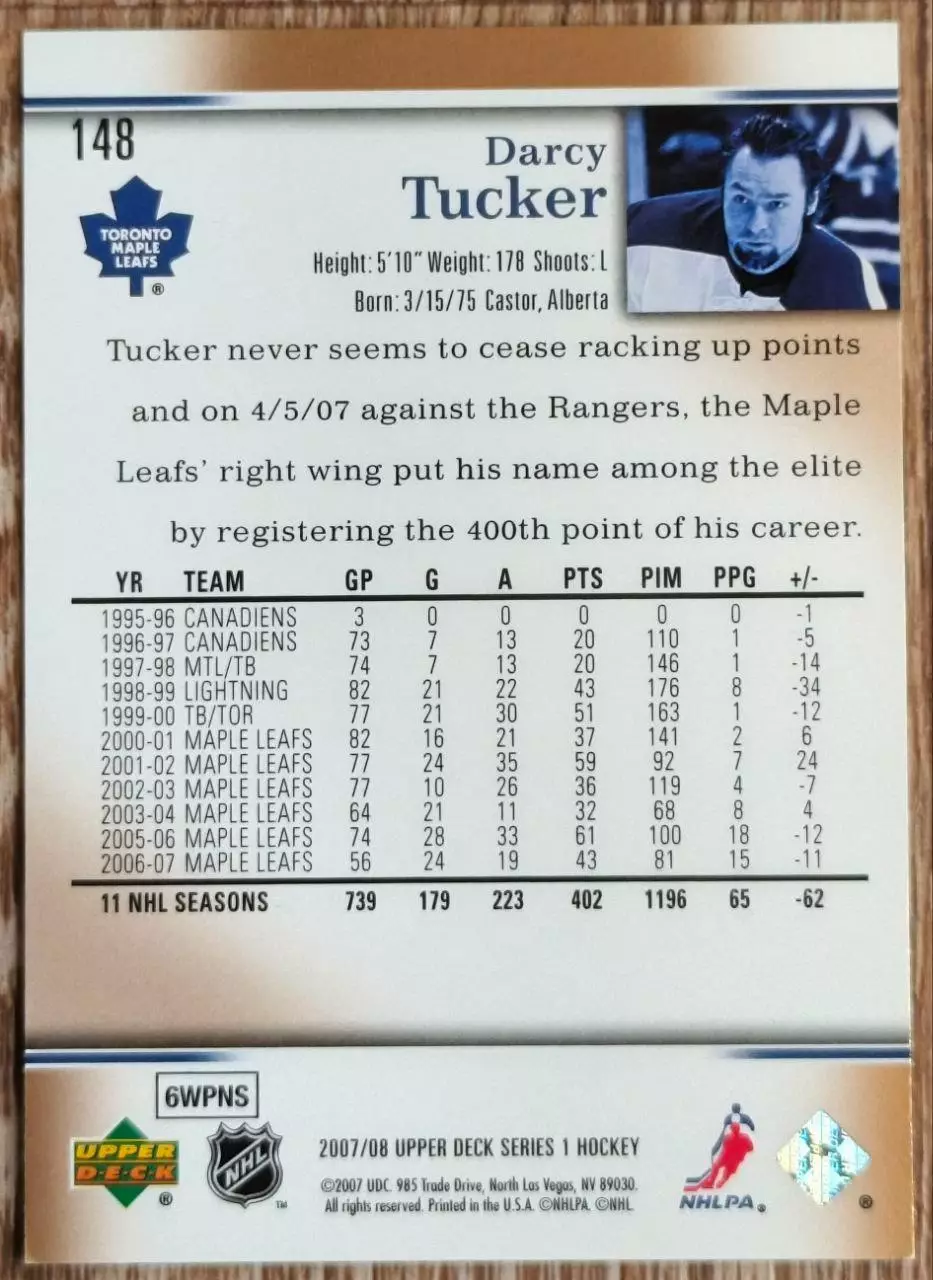 148
Darcy
Tucker
TORONTO
MAPLE
LEAFS
®
Height: 5'10" Weight: 178 Shoots: L
Born: 3/15/75 Castor, Alberta
Tucker never seems to cease racking up points
and on 4/5/07 against the Rangers, the Maple
Leafs' right wing put his name among the elite
by registering the 400th point of his career.
YR TEAM GP G A PTS PIM PPG +/-
1995-96 CANADIENS 3 0 0 0 0 0 -1
1996-97 CANADIENS 73 7 13 20 110 1 -5
1997-98 MTL/TB 74 7 13 20 146 1 -14
1998-99 LIGHTNING 82 21 22 43 176 8 -34
1999-00 TB/TOR 77 21 30 51 163 1 -12
2000-01 MAPLE LEAFS 82 16 21 37 141 2 6
2001-02 MAPLE LEAFS 77 24 35 59 92 7 24
2002-03 MAPLE LEAFS 77 10 26 36 119 4 -7
2003-04 MAPLE LEAFS 64 21 11 32 68 8 4
2005-06 MAPLE LEAFS 74 28 33 61 100 18 -12
2006-07 MAPLE LEAFS 56 24 19 43 81 15 -11
11 NHL SEASONS 739 179 223 402 1196 65 -62
6WPNS
UPPER
D·E·C·K
®
NHL
™
2007/08 UPPER DECK SERIES 1 HOCKEY
©2007 UDC. 985 Trade Drive, North Las Vegas, NV 89030.
All rights reserved. Printed in the U.S.A. ©NHLPA. ©NHL.
NHLPA®
®